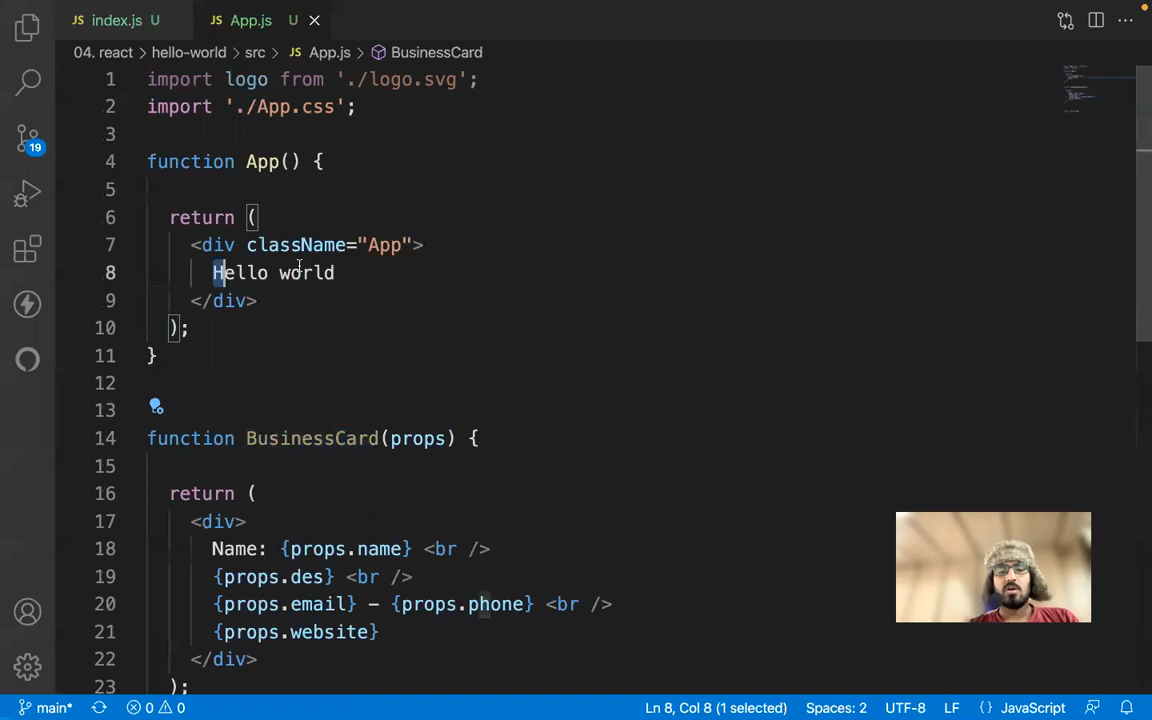 JS index.js U
JS App.js U
04. react > hello-world > src > JS App.js > BusinessCard
1 import logo from './logo.svg';
2 import './App.css';
3
4 function App() {
5
6 return (
7 <div className="App">
8 Hello world
9 </div>
10 );
11 }
12
13
14 function BusinessCard(props) {
15
16 return (
17 <div>
18 Name: {props.name} <br />
19 {props.des} <br />
20 {props.email} - {props.phone} <br />
21 {props.website}
22 </div>
23 );
19
main* 0 0 Ln 8, Col 8 (1 selected) Spaces: 2 UTF-8 LF {} JavaScript